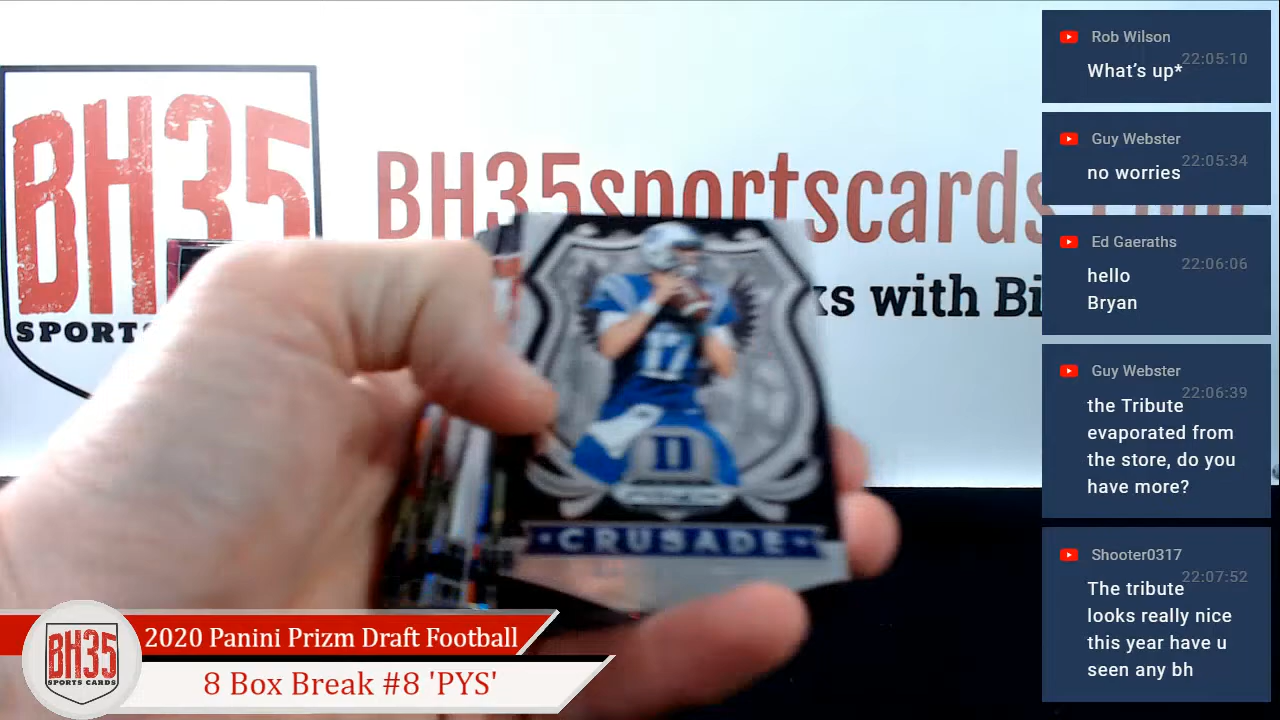 BH35
SPORTS
BH35sportscards.com
ks with Bi
17
D
CRUSADE
BH35
SPORTS CARDS
2020 Panini Prizm Draft Football
8 Box Break #8 'PYS'
Rob Wilson
22:05:10
What's up*
Guy Webster
22:05:34
no worries
Ed Gaeraths
22:06:06
hello
Bryan
Guy Webster
22:06:39
the Tribute
evaporated from
the store, do you
have more?
Shooter0317
22:07:52
The tribute
looks really nice
this year have u
seen any bh